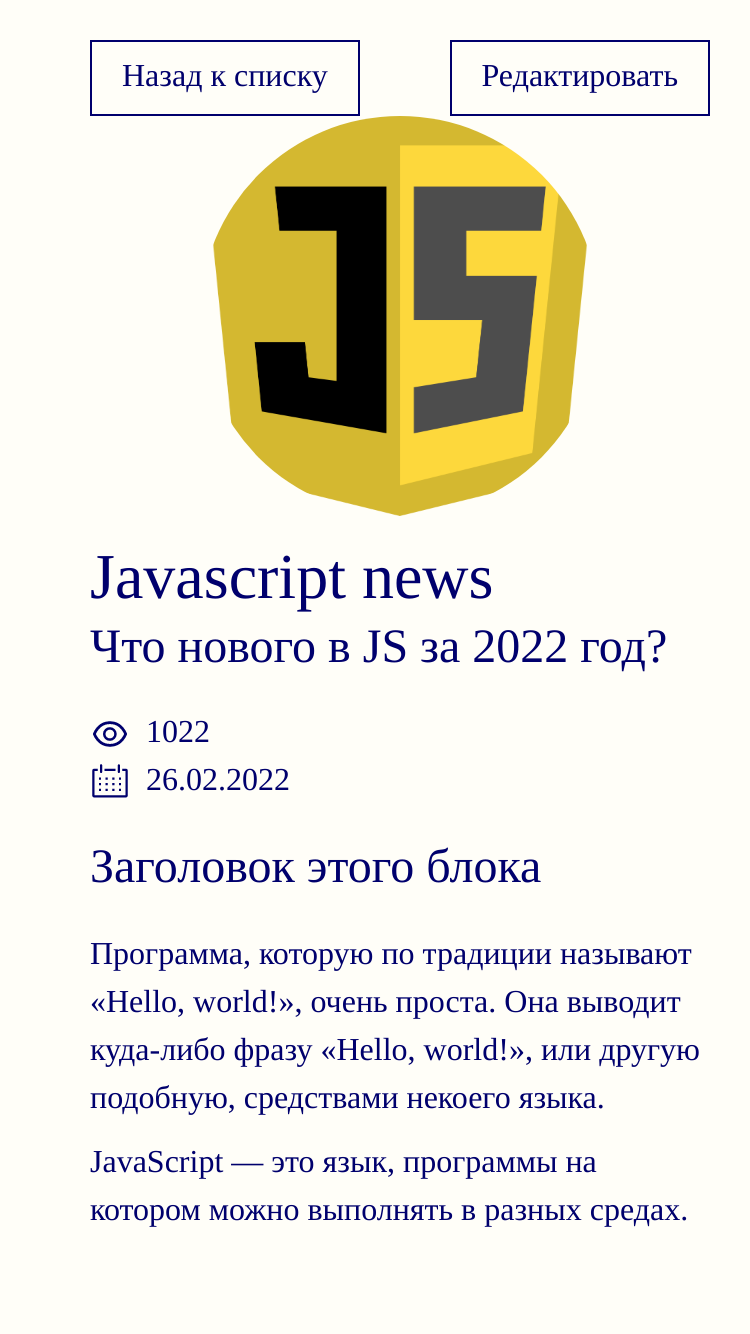 Назад к списку
Редактировать
JS
Javascript news
Что нового в JS за 2022 год?
1022
26.02.2022
Заголовок этого блока
Программа, которую по традиции называют
«Hello, world!», очень проста. Она выводит
куда-либо фразу «Hello, world!», или другую
подобную, средствами некоего языка.
JavaScript — это язык, программы на
котором можно выполнять в разных средах.